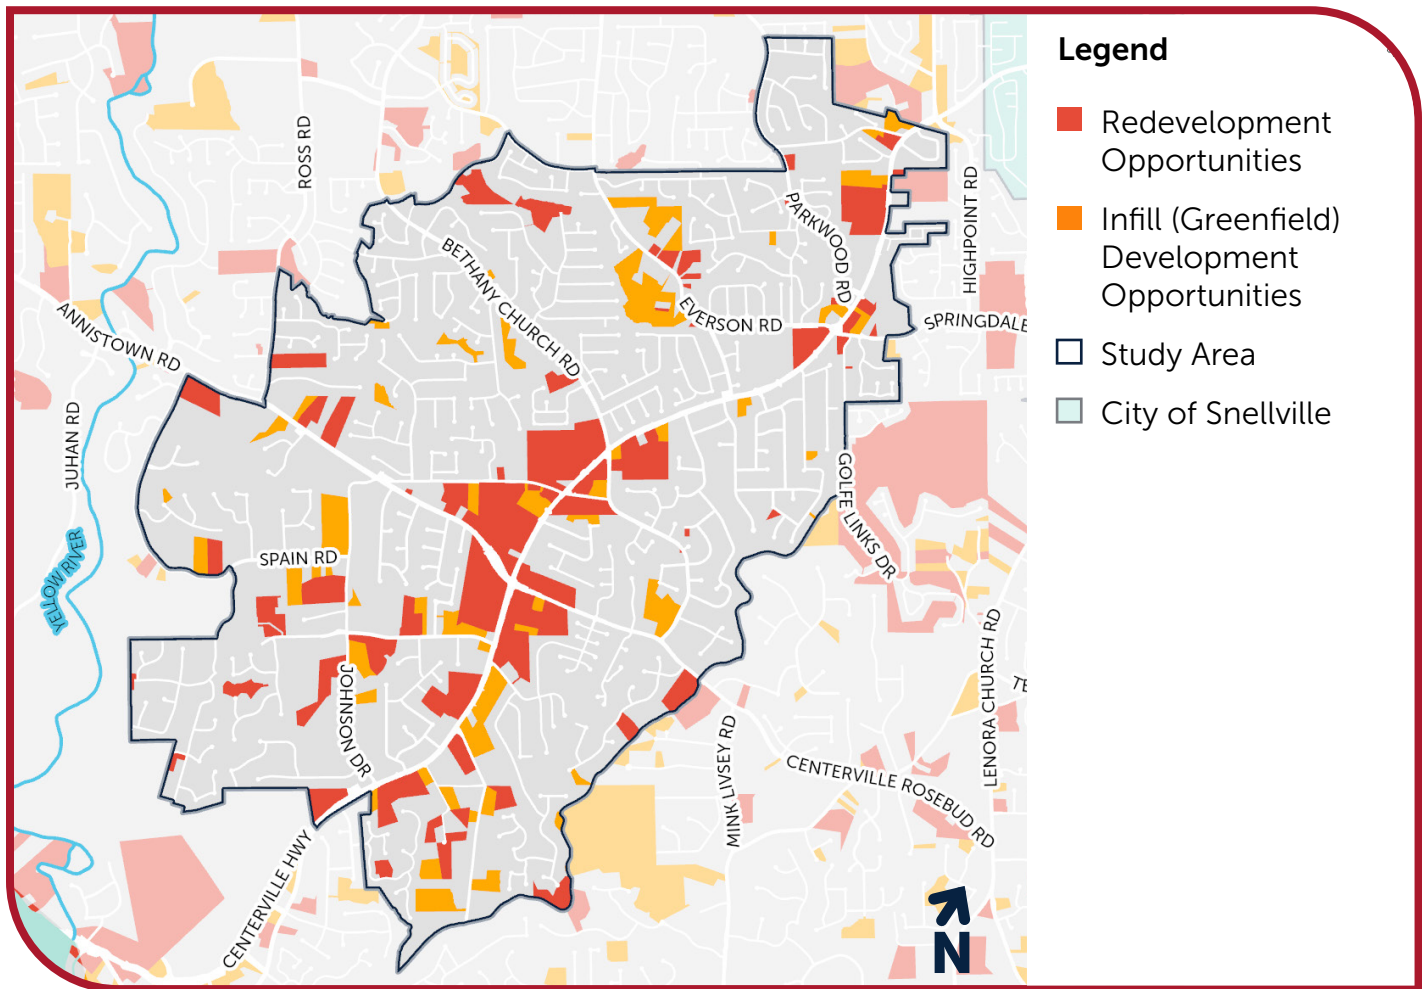 Legend
Redevelopment
Opportunities
Infill (Greenfield)
Development
Opportunities
Study Area
City of Snellville
ROSS RD
HIGHPOINT RD
PARKWOOD RD
BETHANY CHURCH RD
EVERSON RD
SPRINGDALE
ANNISTOWN RD
JUHAN RD
GOLFE LINKS DR
YELLOW RIVER
SPAIN RD
LENORA CHURCH RD
TE
JOHNSON DR
MINK LIVSEY RD
CENTERVILLE ROSEBUD RD
CENTERVILLE HWY
N